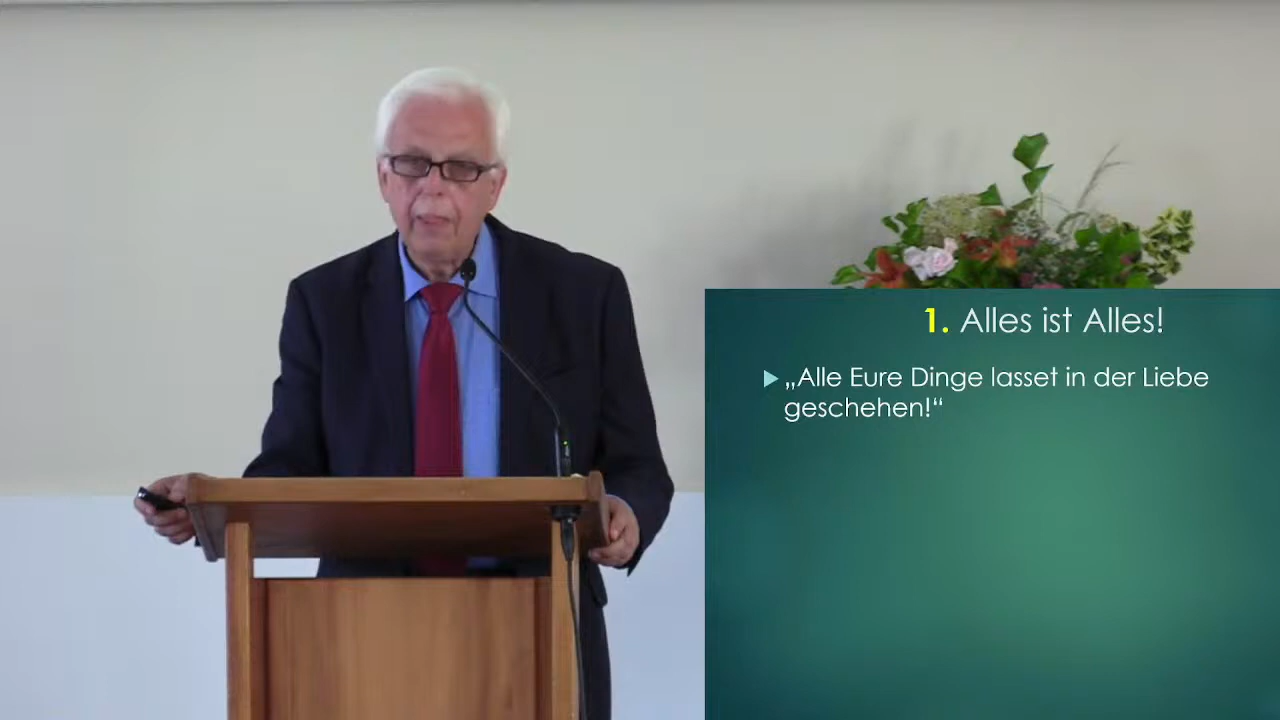 1. Alles ist Alles!
„Alle Eure Dinge lasset in der Liebe
geschehen!“